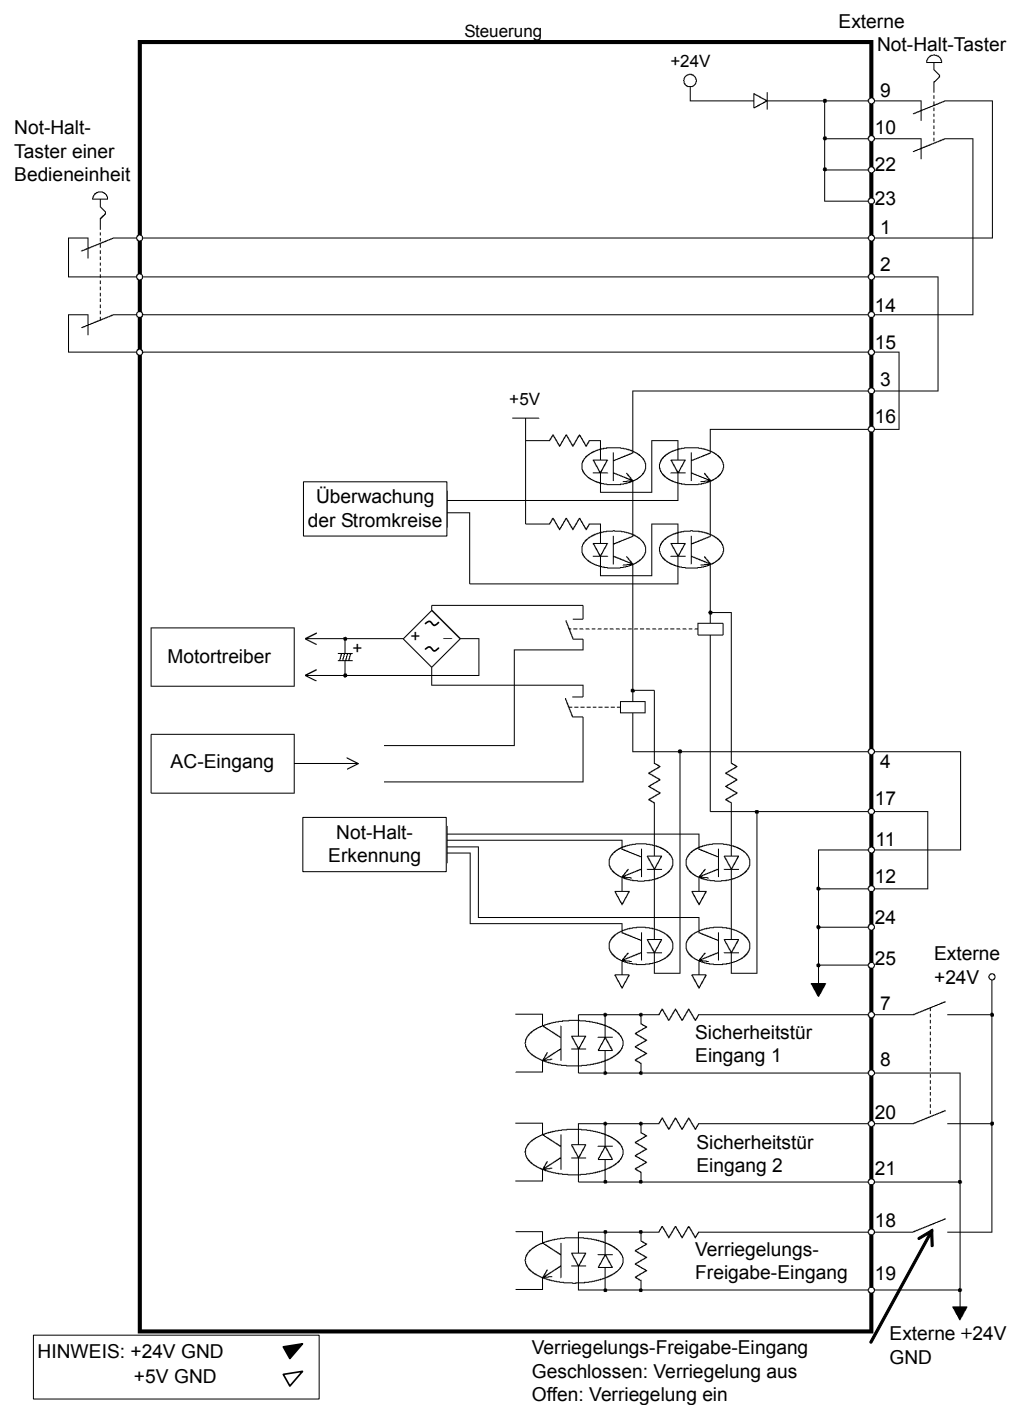 Steuerung
Externe
Not-Halt-Taster
+24V
9
10
22
23
Not-Halt-
Taster einer
Bedieneinheit
1
2
14
15
3
16
+5V
Überwachung
der Stromkreise
+
−
+
Motortreiber
AC-Eingang
4
17
11
12
24
25
Not-Halt-
Erkennung
Externe
+24V
7
Sicherheitstür
Eingang 1
8
20
Sicherheitstür
Eingang 2
21
18
Verriegelungs-
Freigabe-Eingang
19
Externe +24V
GND
HINWEIS: +24V GND
+5V GND
Verriegelungs-Freigabe-Eingang
Geschlossen: Verriegelung aus
Offen: Verriegelung ein